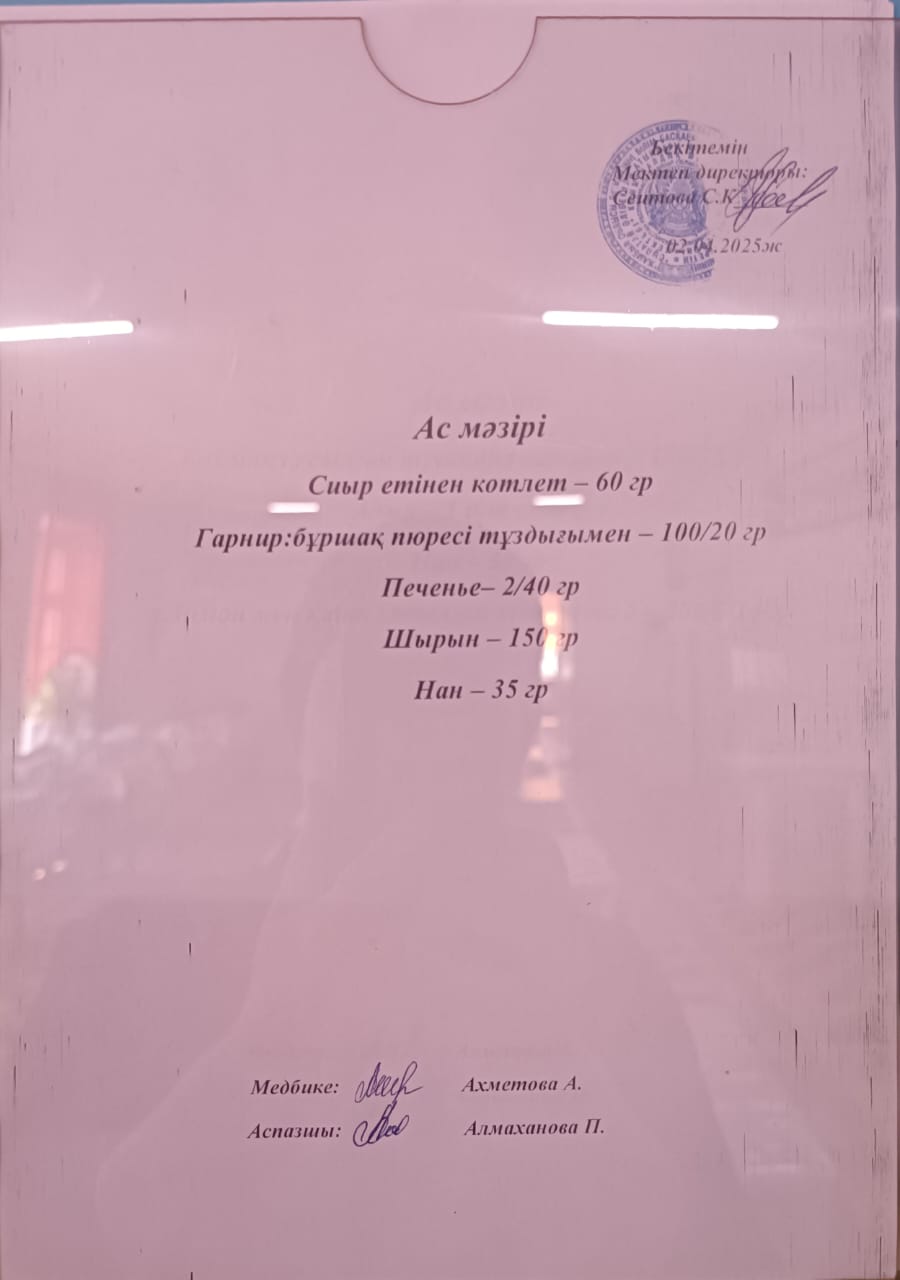 Бекітемін
Мектеп директоры:
Сеитова С.К
02.04.2025ж
Ас мәзірі
Сиыр етінен котлет – 60 гр
Гарнир:бұршақ пюресі тұздығымен – 100/20 гр
Печенье– 2/40 гр
Шырын – 150 гр
Нан – 35 гр
Медбике: Ахметова А.
Аспазшы: Алмаханова П.